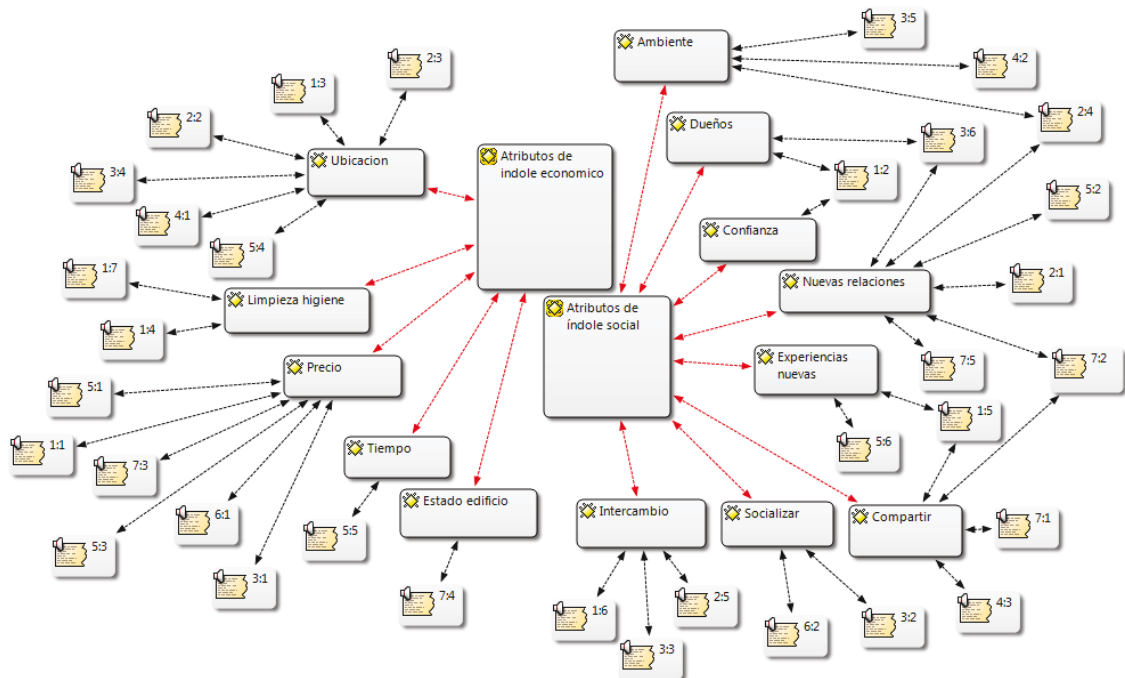 3:5
Ambiente
4:2
2:3
1:3
2:4
2:2
Dueños
3:6
Atributos de
indole economico
Ubicacion
3:4
1:2
5:2
4:1
Confianza
5:4
1:7
Nuevas relaciones
2:1
Limpieza higiene
Atributos de
índole social
1:4
Experiencias
nuevas
7:5
7:2
Precio
5:1
1:5
1:1
5:6
Tiempo
7:3
Estado edificio
Intercambio
Socializar
Compartir
6:1
5:5
7:1
5:3
3:1
7:4
1:6
2:5
4:3
6:2
3:2
3:3